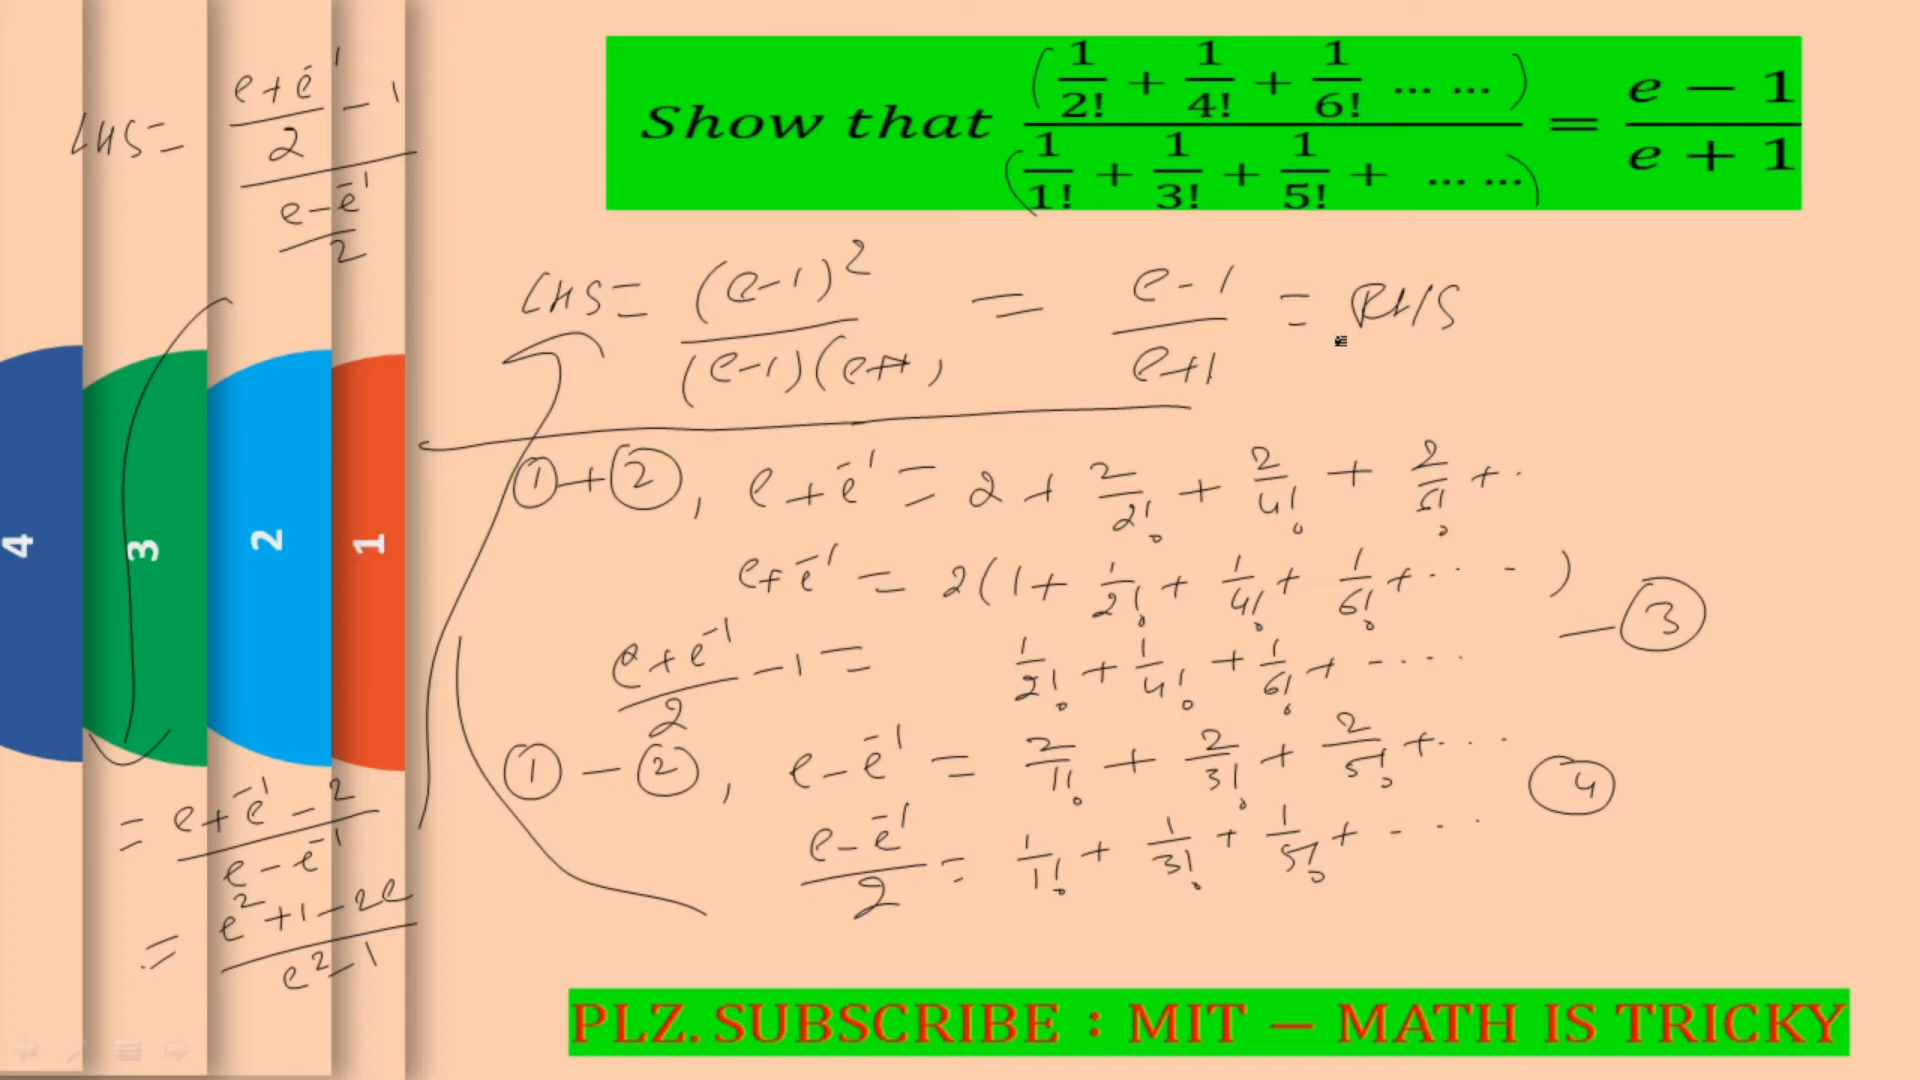 Show that (1/2! + 1/4! + 1/6! ... ...) / (1/1! + 1/3! + 1/5! + ... ...) = (e − 1)/(e + 1)
LHS = ((e + e⁻¹)/2 − 1) / ((e − e⁻¹)/2)
= (e + e⁻¹ − 2)/(e − e⁻¹)
= (e² + 1 − 2e)/(e² − 1)
LHS = (e-1)²/((e-1)(e+1) = (e-1)/(e+1) = RHS
① + ②, e + e⁻¹ = 2 + 2/2! + 2/4! + 2/6! + ..
e + e⁻¹ = 2(1 + 1/2! + 1/4! + 1/6! + ....) — ③
(e + e⁻¹)/2 − 1 = 1/2! + 1/4! + 1/6! + ....
① − ②, e − e⁻¹ = 2/1! + 2/3! + 2/5! + ...
④
(e − e⁻¹)/2 = 1/1! + 1/3! + 1/5! + ....
4 3 2 1
PLZ. SUBSCRIBE : MIT − MATH IS TRICKY